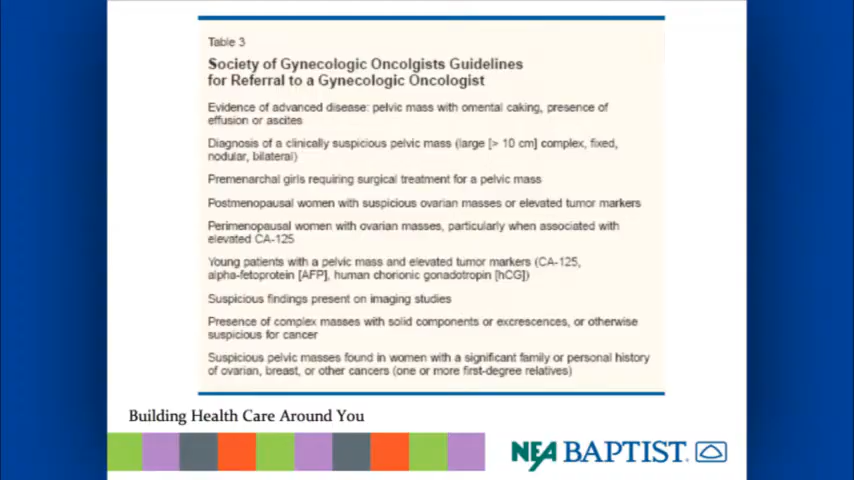 Table 3
Society of Gynecologic Oncolgists Guidelines
for Referral to a Gynecologic Oncologist
Evidence of advanced disease: pelvic mass with omental caking, presence of
effusion or ascites
Diagnosis of a clinically suspicious pelvic mass (large [> 10 cm] complex, fixed,
nodular, bilateral)
Premenarchal girls requiring surgical treatment for a pelvic mass
Postmenopausal women with suspicious ovarian masses or elevated tumor markers
Perimenopausal women with ovarian masses, particularly when associated with
elevated CA-125
Young patients with a pelvic mass and elevated tumor markers (CA-125,
alpha-fetoprotein [AFP], human chorionic gonadotropin [hCG])
Suspicious findings present on imaging studies
Presence of complex masses with solid components or excrescences, or otherwise
suspicious for cancer
Suspicious pelvic masses found in women with a significant family or personal history
of ovarian, breast, or other cancers (one or more first-degree relatives)
Building Health Care Around You
NEA BAPTIST